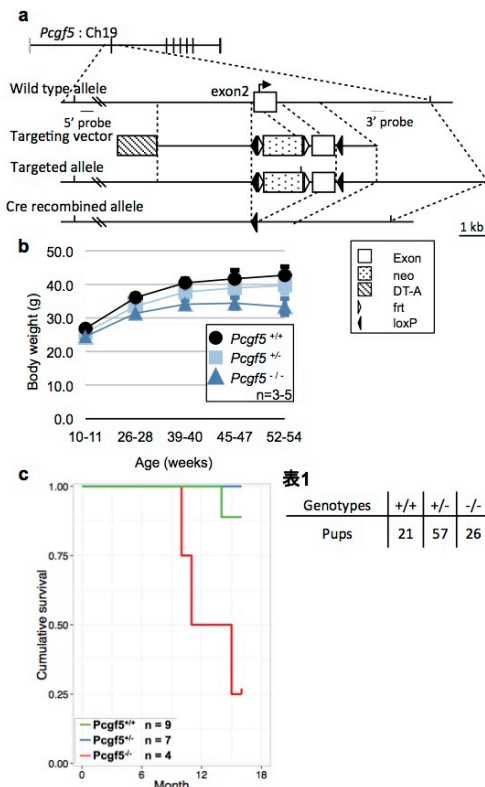 a
Pcgf5 : Ch19
Wild type allele
exon2
5' probe
3' probe
Targeting vector
Targeted allele
Cre recombined allele
1 kb
Exon
neo
DT-A
frt
loxP
b
50.0
40.0
30.0
20.0
10.0
0.0
Body weight (g)
Pcgf5 +/+
Pcgf5 +/-
Pcgf5 -/-
n=3-5
10-11 26-28 39-40 45-47 52-54
Age (weeks)
c
1.00
0.75
0.50
0.25
Cumulative survival
Pcgf5+/+ n = 9
Pcgf5+/- n = 7
Pcgf5-/- n = 4
0 6 12 18
Month
表1
Genotypes +/+ +/- -/-
Pups 21 57 26